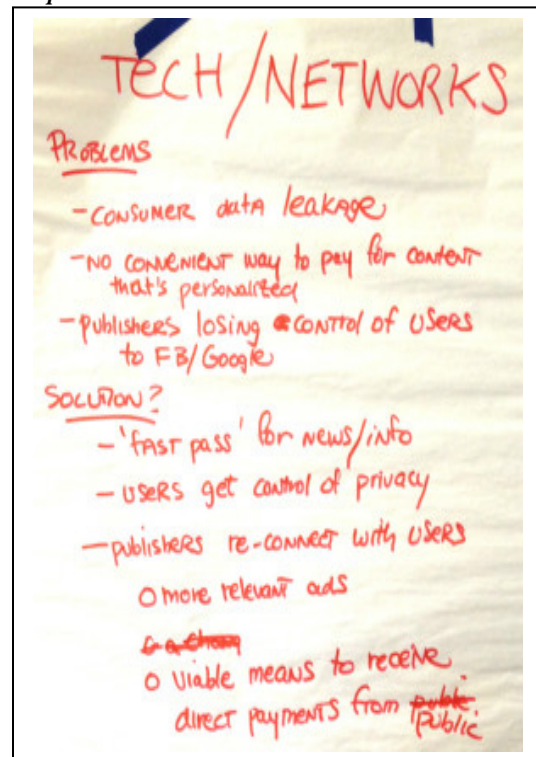 TECH/NETWORKS
PROBLEMS
- CONSUMER data leakage
- NO CONVENIENT way to pay for content
that's personalized
- publishers losing control of users
to FB/Google
SOLUTION?
- 'fast pass' for news/info
- users get control of privacy
- publishers re-connect with users
o more relevant ads
o viable means to receive
direct payments from public